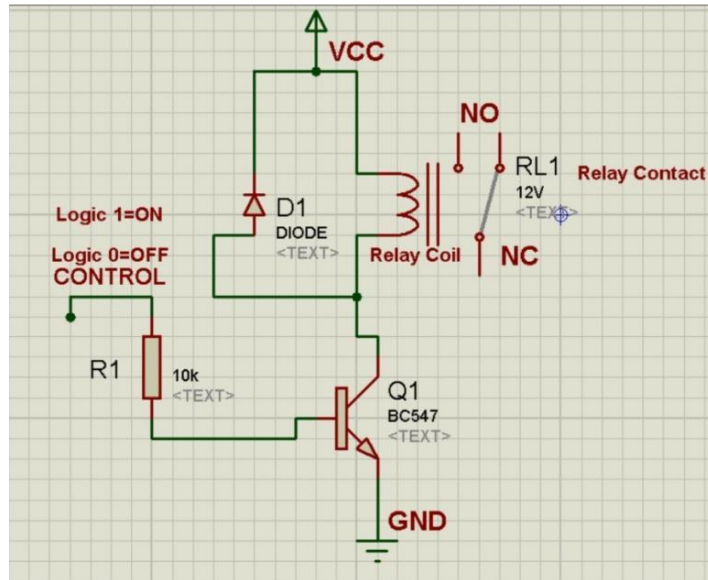 VCC
NO
RL1
12V
<TEXT>
Relay Contact
D1
DIODE
<TEXT>
Logic 1=ON
Logic 0=OFF
CONTROL
Relay Coil
NC
R1
10k
<TEXT>
Q1
BC547
<TEXT>
GND